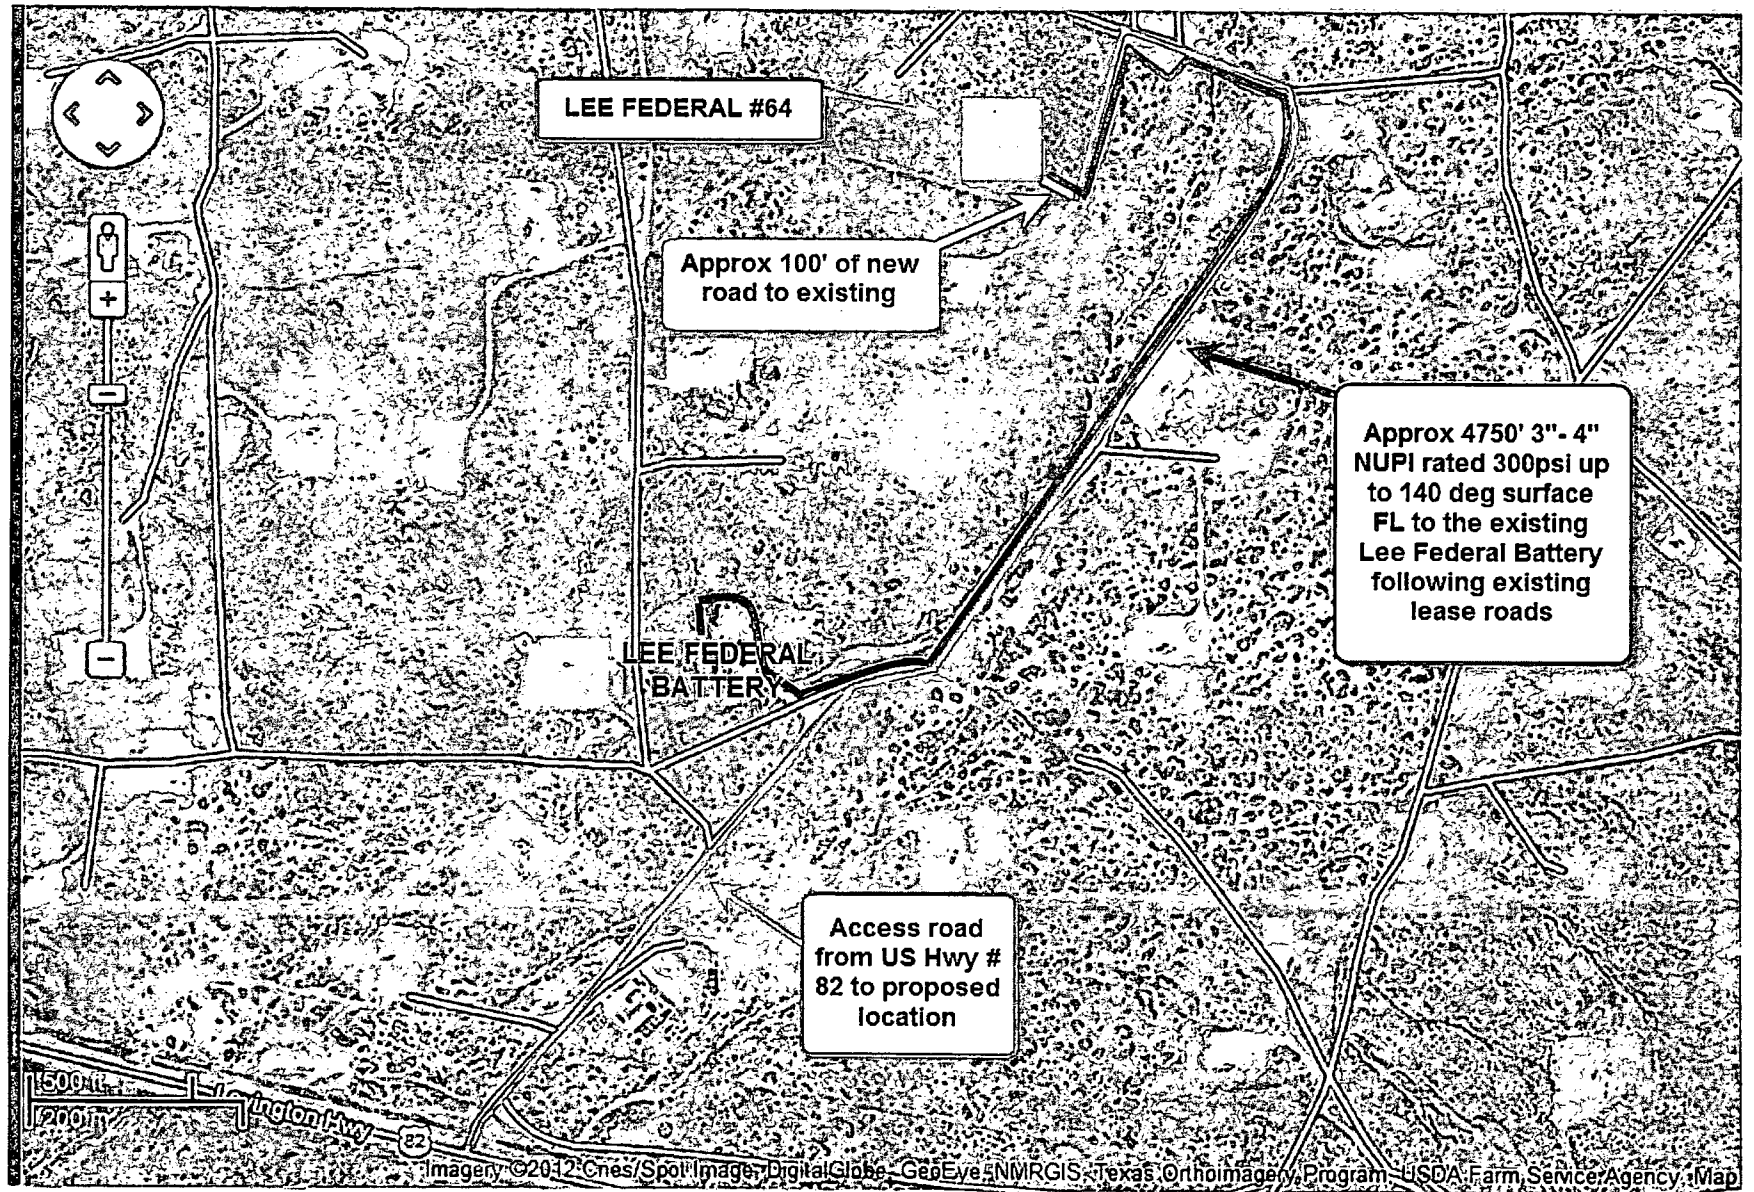 LEE FEDERAL #64
Approx 100' of new
road to existing
Approx 4750' 3"- 4"
NUPI rated 300psi up
to 140 deg surface
FL to the existing
Lee Federal Battery
following existing
lease roads
LEE FEDERAL
BATTERY
Access road
from US Hwy #
82 to proposed
location
500 ft
200 m
Hwy
82
Imagery ©2012 Cnes/Spot Image, DigitalGlobe, GeoEye, NMRGIS, Texas Orthoimagery Program, USDA Farm Service Agency, Map